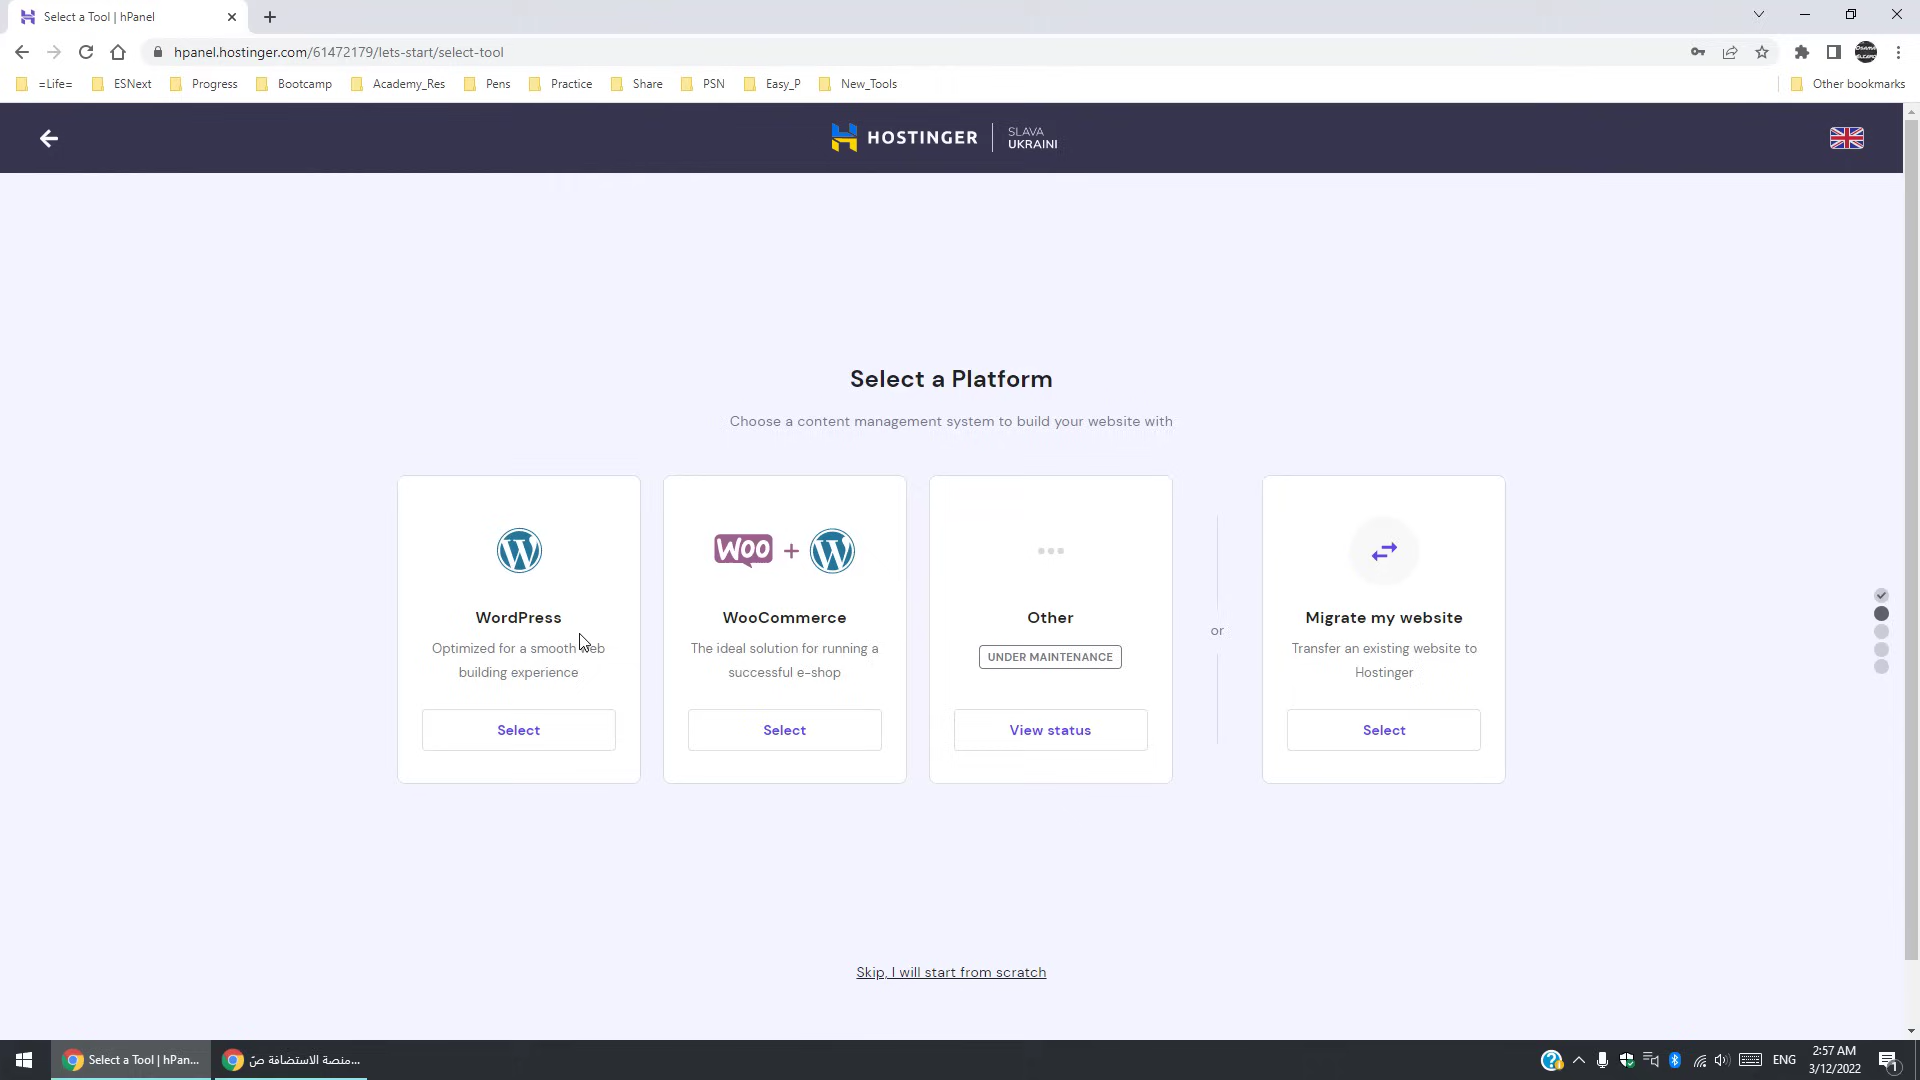 Select a Tool | hPanel
hpanel.hostinger.com/61472179/lets-start/select-tool
=Life=
ESNext
Progress
Bootcamp
Academy_Res
Pens
Practice
Share
PSN
Easy_P
New_Tools
Other bookmarks
HOSTINGER
SLAVA
UKRAINI
Select a Platform
Choose a content management system to build your website with
WordPress
Optimized for a smooth web
building experience
Select
WOO +
WooCommerce
The ideal solution for running a
successful e-shop
Select
Other
UNDER MAINTENANCE
View status
or
Migrate my website
Transfer an existing website to
Hostinger
Select
Skip, I will start from scratch
Select a Tool | hPan...
منصة الاستضافة صّ...
ENG
2:57 AM
3/12/2022
1